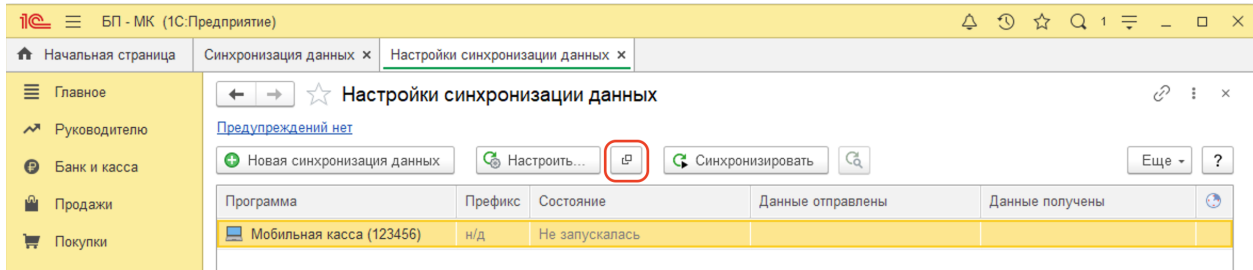 1С БП - МК (1С:Предприятие) 1
Начальная страница Синхронизация данных × Настройки синхронизации данных ×
Главное
Руководителю
Банк и касса
Продажи
Покупки
Настройки синхронизации данных
Предупреждений нет
Новая синхронизация данных Настроить... Синхронизировать Еще ?
Программа Префикс Состояние Данные отправлены Данные получены
Мобильная касса (123456) н/д Не запускалась